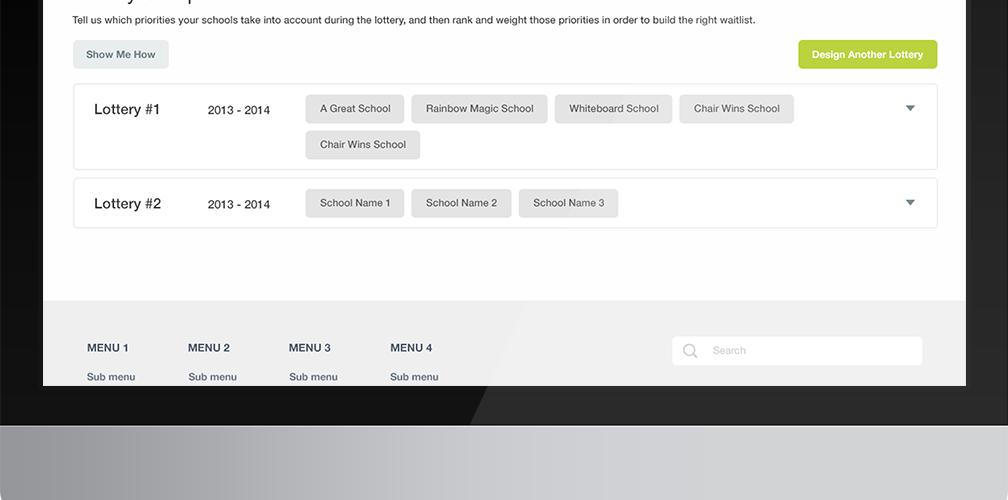 Tell us which priorities your schools take into account during the lottery, and then rank and weight those priorities in order to build the right waitlist.
Show Me How
Design Another Lottery
Lottery #1 2013 - 2014 A Great School Rainbow Magic School Whiteboard School Chair Wins School
Chair Wins School
Lottery #2 2013 - 2014 School Name 1 School Name 2 School Name 3
MENU 1 MENU 2 MENU 3 MENU 4 Search
Sub menu Sub menu Sub menu Sub menu